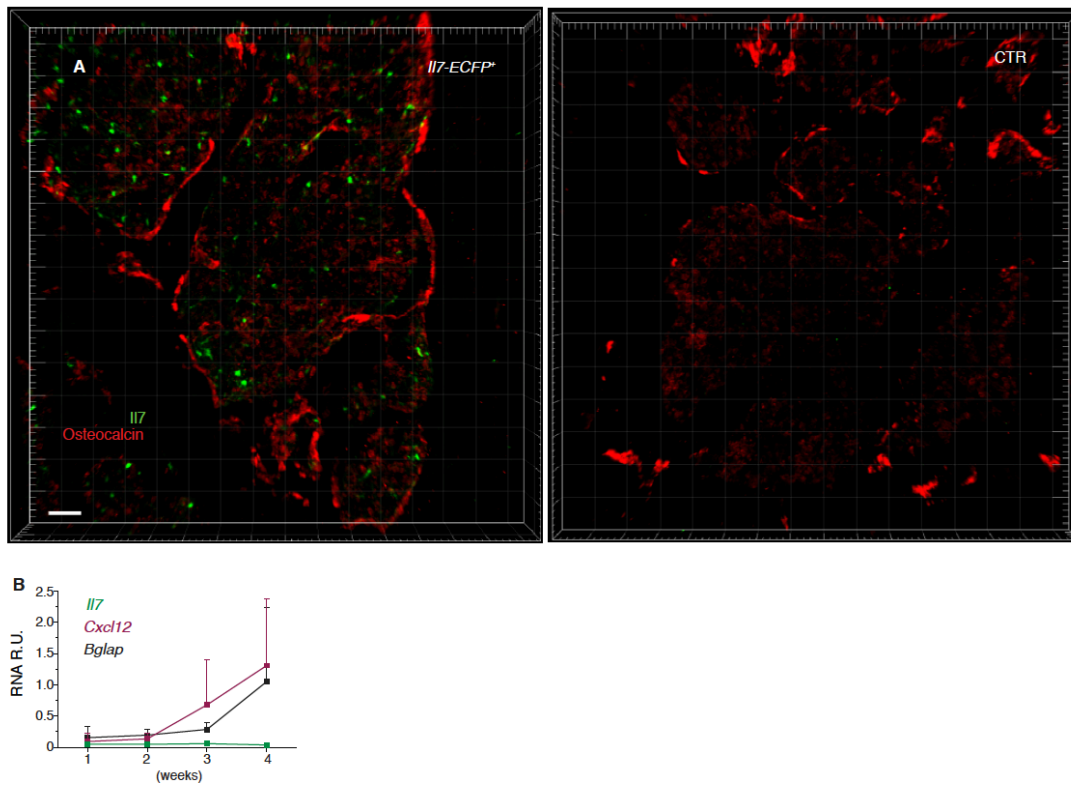 A
Il7-ECFP⁺
CTR
Il7
Osteocalcin
B
2.5
2.0
1.5
1.0
0.5
0
RNA R.U.
Il7
Cxcl12
Bglap
1 2 3 4
(weeks)